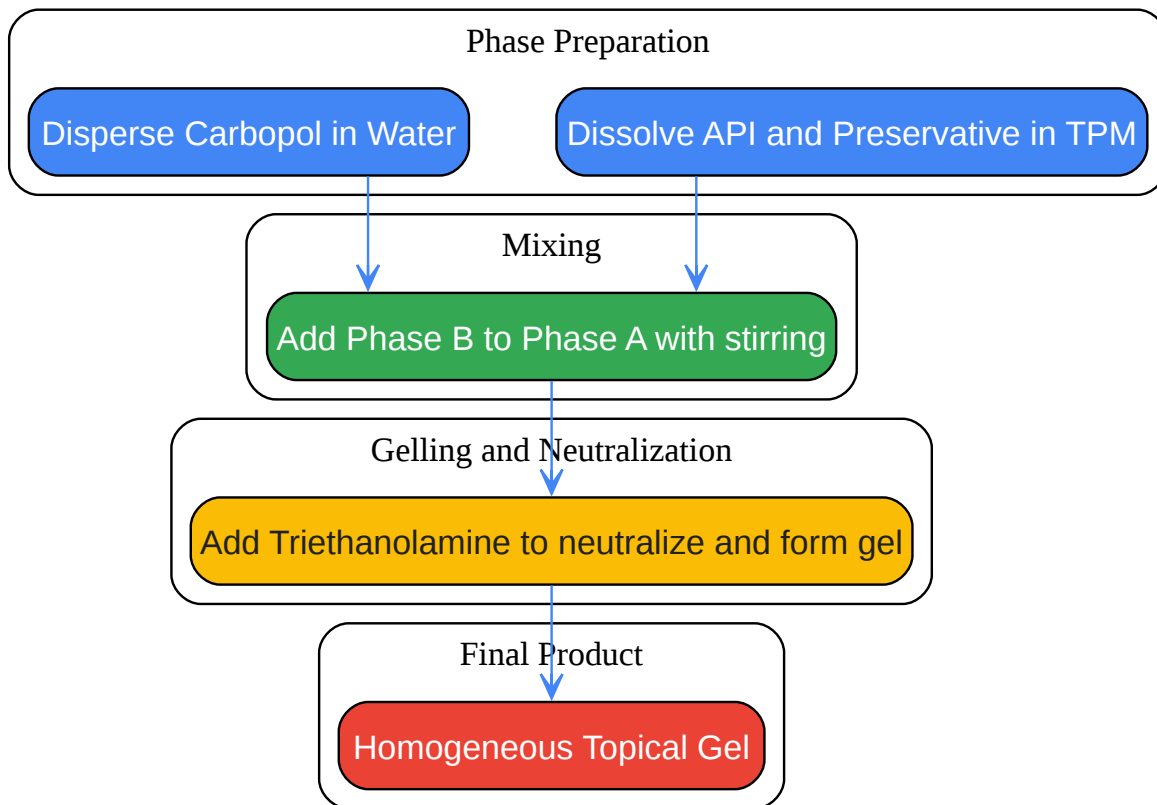 Phase Preparation
Disperse Carbopol in Water
Dissolve API and Preservative in TPM
Mixing
Add Phase B to Phase A with stirring
Gelling and Neutralization
Add Triethanolamine to neutralize and form gel
Final Product
Homogeneous Topical Gel